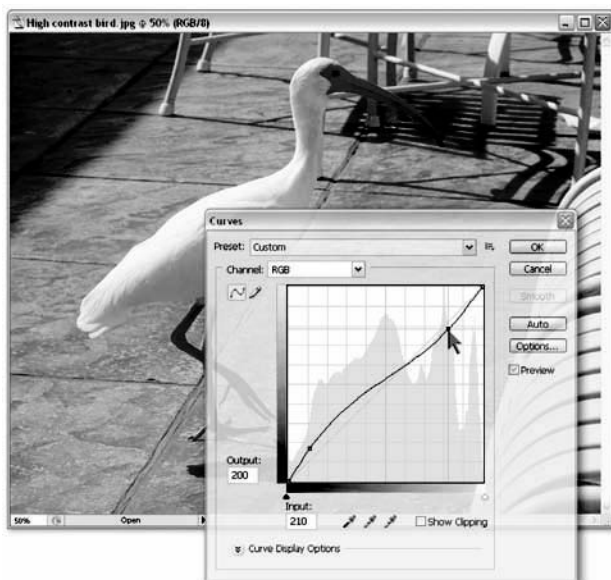 High contrast bird.jpg @ 50% (RGB/8)
Curves
Preset: Custom
OK
Channel: RGB
Cancel
Smooth
Auto
Options...
Preview
Output:
200
Input:
210
Show Clipping
Curve Display Options
50%
Open